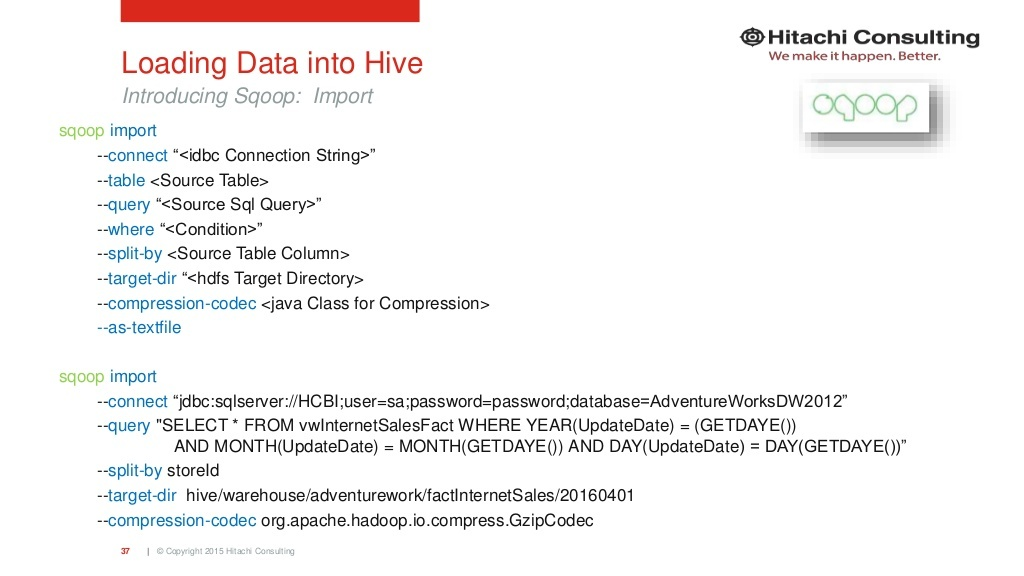 Hitachi Consulting
We make it happen. Better.
Loading Data into Hive
Introducing Sqoop: Import
sqoop
sqoop import
--connect “<idbc Connection String>”
--table <Source Table>
--query “<Source Sql Query>”
--where “<Condition>”
--split-by <Source Table Column>
--target-dir “<hdfs Target Directory>
--compression-codec <java Class for Compression>
--as-textfile
sqoop import
--connect “jdbc:sqlserver://HCBI;user=sa;password=password;database=AdventureWorksDW2012”
--query "SELECT * FROM vwInternetSalesFact WHERE YEAR(UpdateDate) = (GETDAYE())
AND MONTH(UpdateDate) = MONTH(GETDAYE()) AND DAY(UpdateDate) = DAY(GETDAYE())”
--split-by storeId
--target-dir hive/warehouse/adventurework/factInternetSales/20160401
--compression-codec org.apache.hadoop.io.compress.GzipCodec
37 | © Copyright 2015 Hitachi Consulting